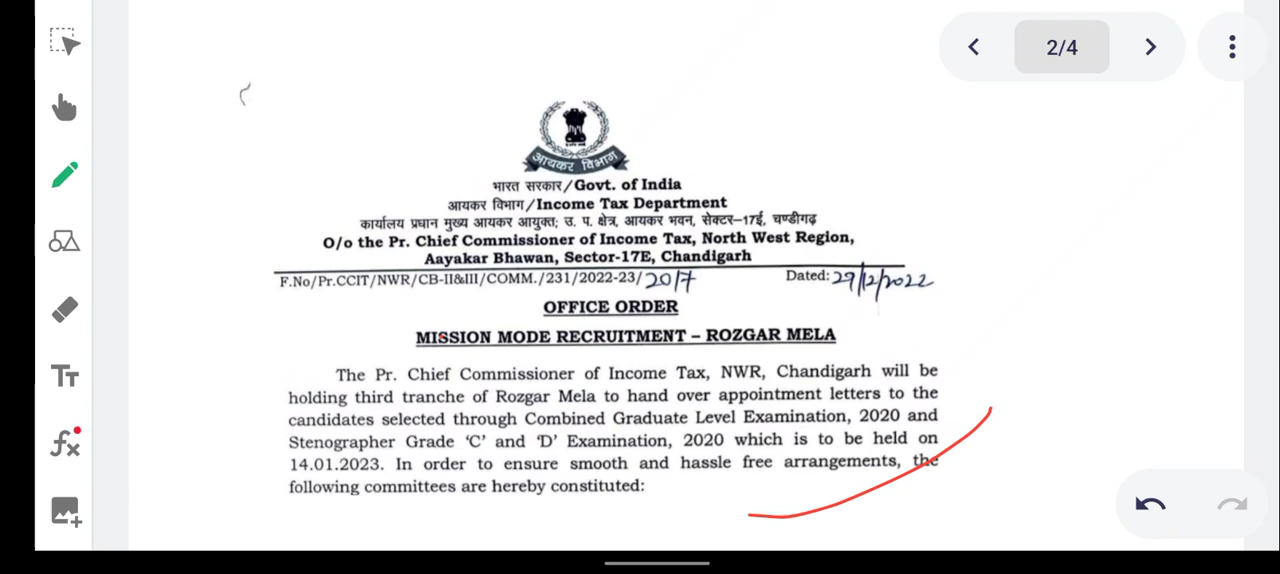 2/4
आयकर विभाग
भारत सरकार/Govt. of India
आयकर विभाग/Income Tax Department
कार्यालय प्रधान मुख्य आयकर आयुक्त; उ. प. क्षेत्र, आयकर भवन, सेक्टर–17ई, चण्डीगढ़
O/o the Pr. Chief Commissioner of Income Tax, North West Region,
Aayakar Bhawan, Sector-17E, Chandigarh
F.No/Pr.CCIT/NWR/CB-II&III/COMM./231/2022-23/2017 Dated: 29/12/2022
OFFICE ORDER
MISSION MODE RECRUITMENT – ROZGAR MELA
The Pr. Chief Commissioner of Income Tax, NWR, Chandigarh will be
holding third tranche of Rozgar Mela to hand over appointment letters to the
candidates selected through Combined Graduate Level Examination, 2020 and
Stenographer Grade ‘C’ and ‘D’ Examination, 2020 which is to be held on
14.01.2023. In order to ensure smooth and hassle free arrangements, the
following committees are hereby constituted:
TT
fx